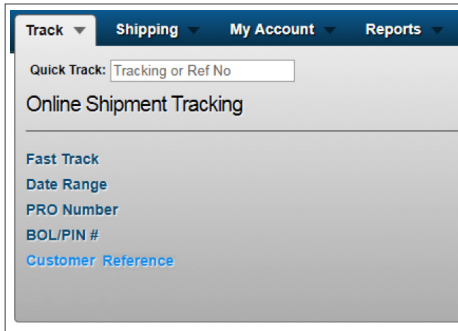 Track Shipping My Account Reports
Quick Track: Tracking or Ref No
Online Shipment Tracking
Fast Track
Date Range
PRO Number
BOL/PIN #
Customer Reference